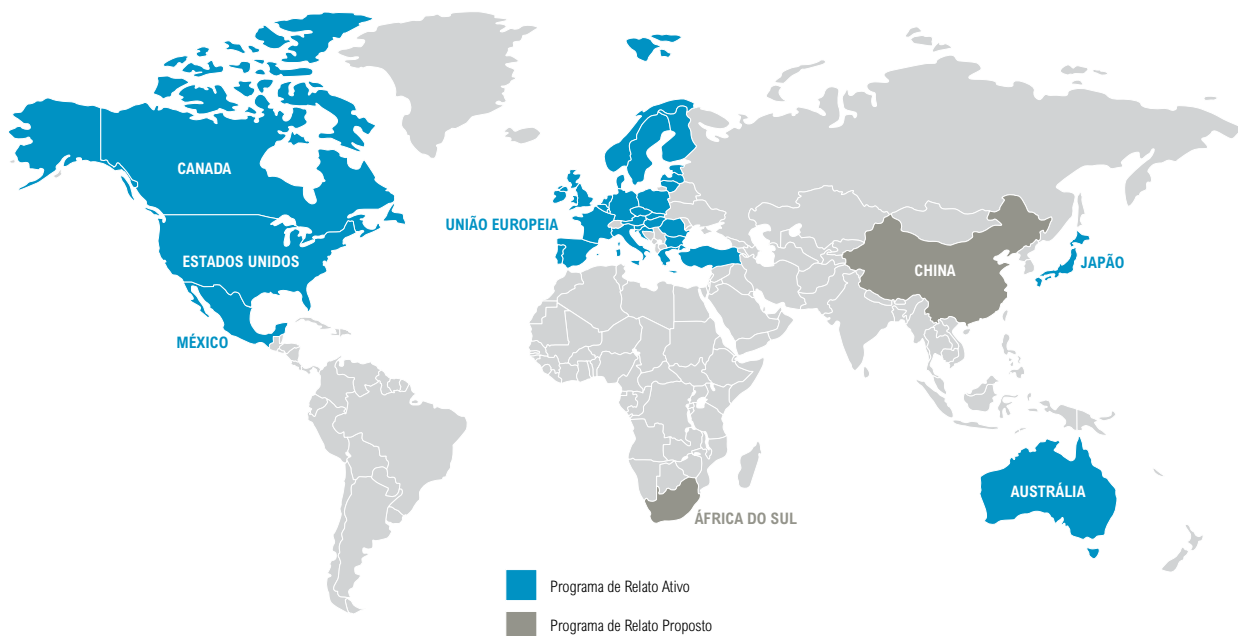 CANADA
UNIÃO EUROPEIA
ESTADOS UNIDOS
CHINA
JAPÃO
MÉXICO
AUSTRÁLIA
ÁFRICA DO SUL
Programa de Relato Ativo
Programa de Relato Proposto